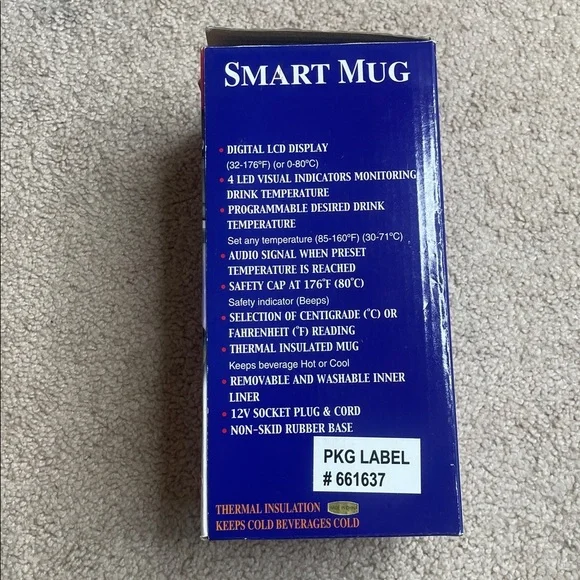 SMART MUG
• DIGITAL LCD DISPLAY
(32-176°F) (or 0-80°C)
• 4 LED VISUAL INDICATORS MONITORING
DRINK TEMPERATURE
• PROGRAMMABLE DESIRED DRINK
TEMPERATURE
Set any temperature (85-160°F) (30-71°C)
• AUDIO SIGNAL WHEN PRESET
TEMPERATURE IS REACHED
• SAFETY CAP AT 176°F (80°C)
Safety indicator (Beeps)
• SELECTION OF CENTIGRADE (°C) OR
FAHRENHEIT (°F) READING
• THERMAL INSULATED MUG
Keeps beverage Hot or Cool
• REMOVABLE AND WASHABLE INNER
LINER
• 12V SOCKET PLUG & CORD
• NON-SKID RUBBER BASE
PKG LABEL
# 661637
THERMAL INSULATION
KEEPS COLD BEVERAGES COLD